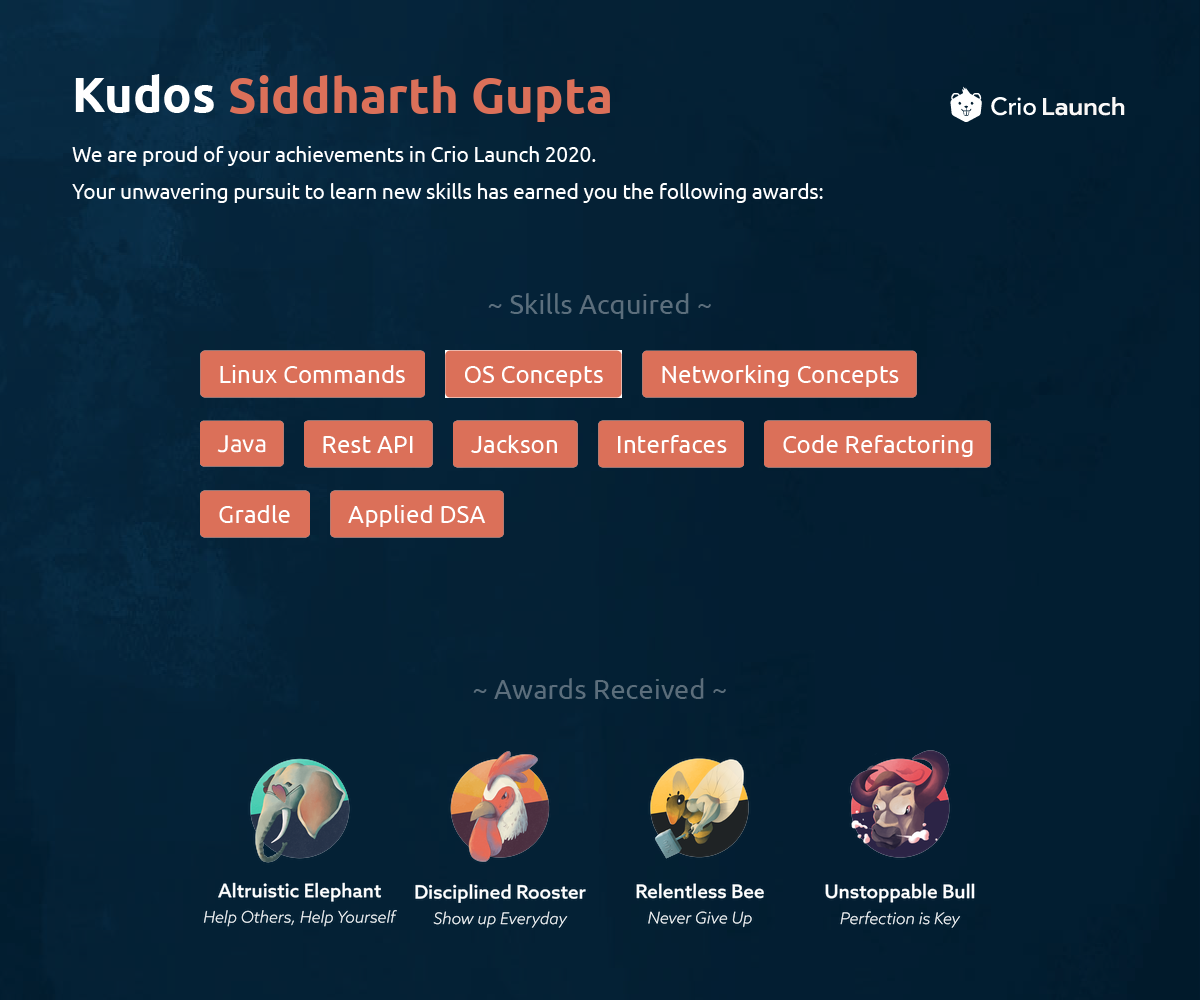 Kudos Siddharth Gupta
Crio Launch
We are proud of your achievements in Crio Launch 2020.
Your unwavering pursuit to learn new skills has earned you the following awards:
~ Skills Acquired ~
Linux Commands OS Concepts Networking Concepts
Java Rest API Jackson Interfaces Code Refactoring
Gradle Applied DSA
~ Awards Received ~
Altruistic Elephant Disciplined Rooster Relentless Bee Unstoppable Bull
Help Others, Help Yourself Show up Everyday Never Give Up Perfection is Key